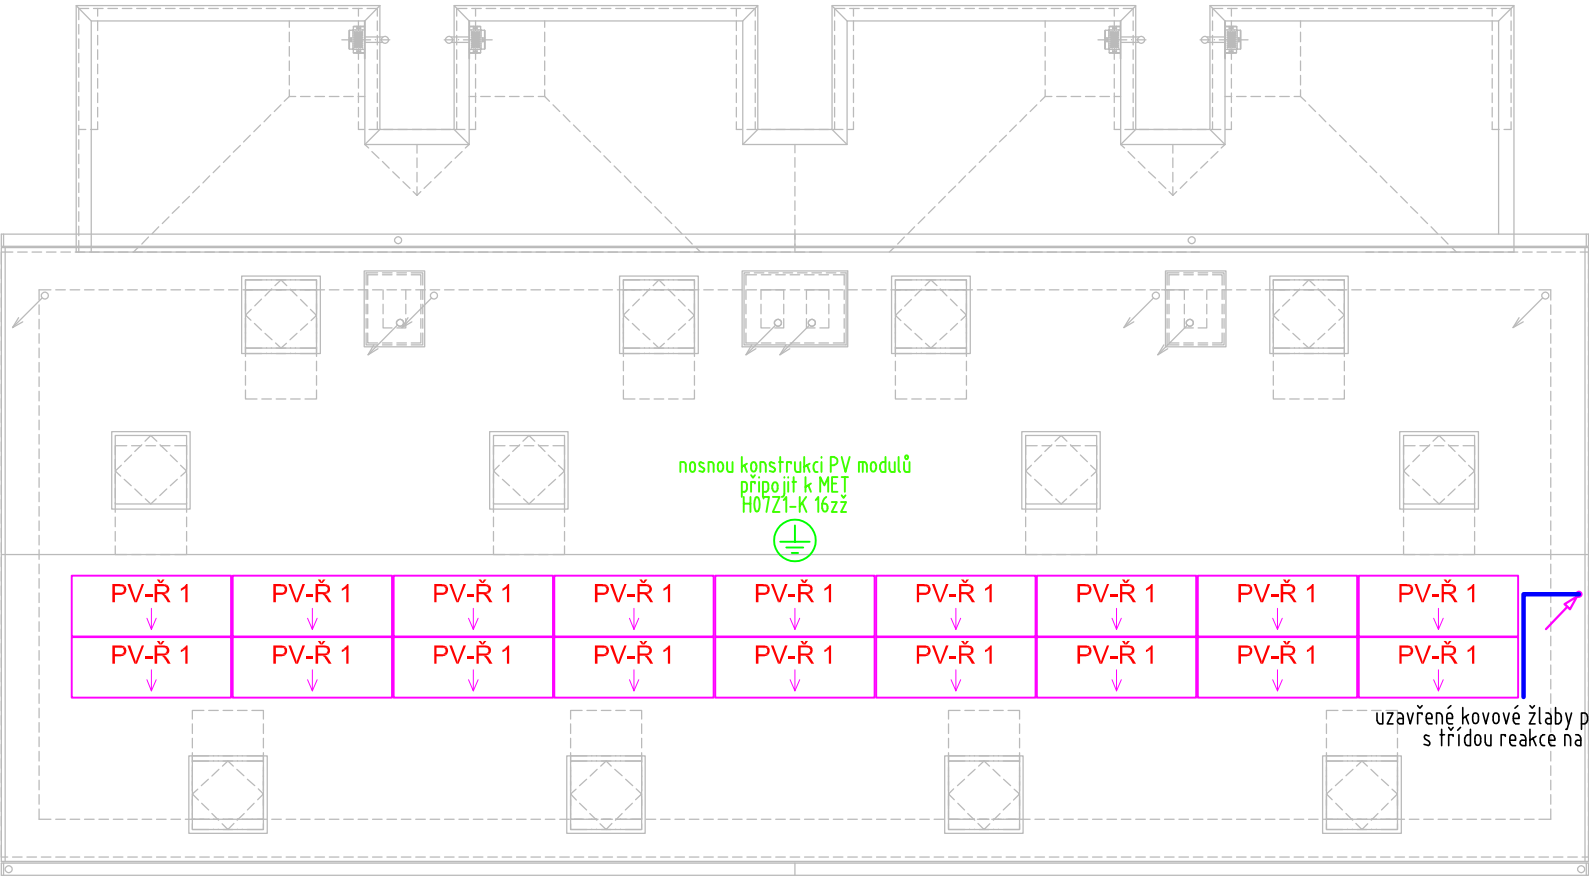 nosnou konstrukci PV modulů
připojit k MET
H07Z1-K 16zž
PV-Ř 1 PV-Ř 1 PV-Ř 1 PV-Ř 1 PV-Ř 1 PV-Ř 1 PV-Ř 1 PV-Ř 1 PV-Ř 1
PV-Ř 1 PV-Ř 1 PV-Ř 1 PV-Ř 1 PV-Ř 1 PV-Ř 1 PV-Ř 1 PV-Ř 1 PV-Ř 1
uzavřené kovové žlaby p
s třídou reakce na